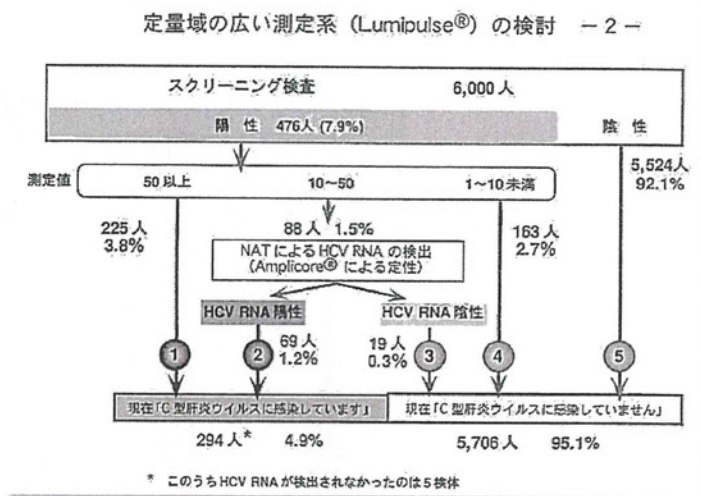 定量域の広い測定系（Lumipulse®）の検討 －2－
スクリーニング検査 6,000人
陽性 476人 (7.9%) 陰性
5,524人
92.1%
測定値 50以上 10～50 1～10未満
225人
3.8%
88人 1.5%
163人
2.7%
NATによるHCV RNAの検出
（Amplicore®による定性）
HCV RNA陽性 HCV RNA陰性
69人
1.2%
19人
0.3%
1 2 3 4 5
現在「C型肝炎ウイルスに感染しています」 現在「C型肝炎ウイルスに感染していません」
294人* 4.9% 5,706人 95.1%
* このうちHCV RNAが検出されなかったのは5検体